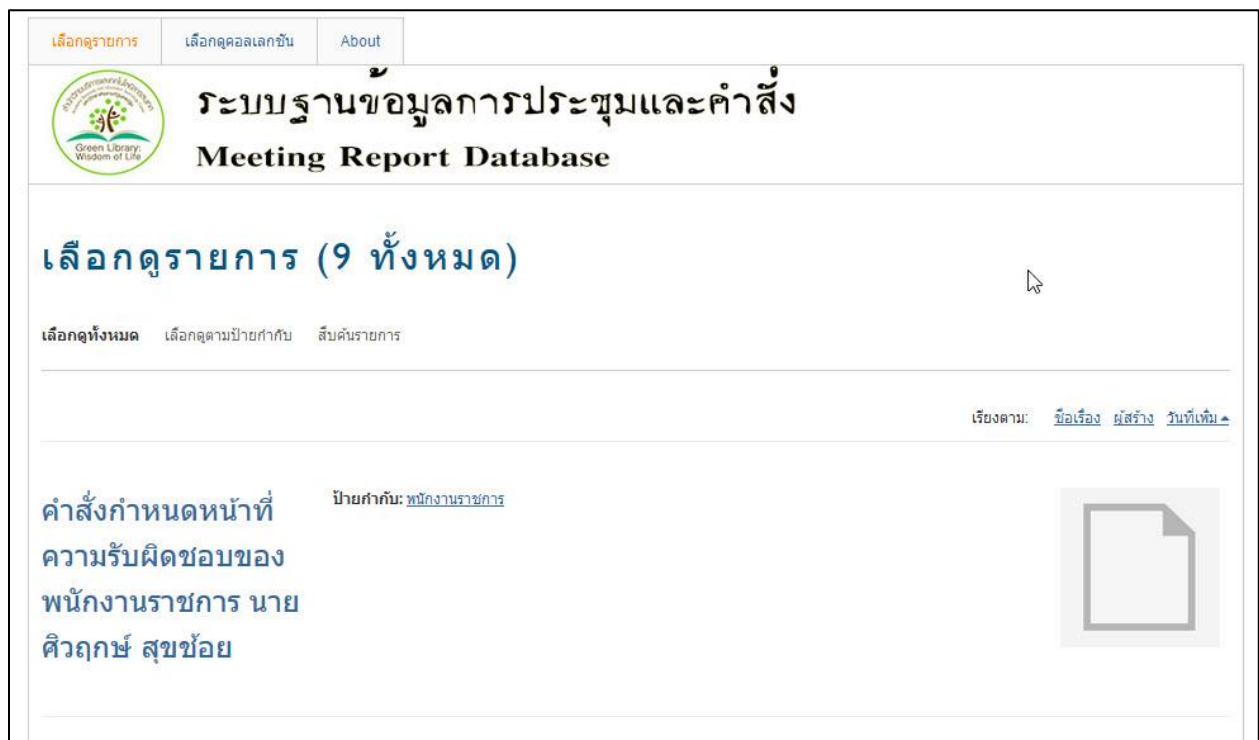 เลือกดูรายการ เลือกดูคอลเลกชัน About
ระบบฐานข้อมูลการประชุมและคำสั่ง
Green Library:
Wisdom of Life
Meeting Report Database
เลือกดูรายการ (9 ทั้งหมด)
เลือกดูทั้งหมด เลือกดูตามป้ายกำกับ สืบค้นรายการ
เรียงตาม: ชื่อเรื่อง ผู้สร้าง วันที่เพิ่ม
คำสั่งกำหนดหน้าที่
ความรับผิดชอบของ
พนักงานราชการ นาย
ศิวฤกษ์ สุขช้อย
ป้ายกำกับ: พนักงานราชการ